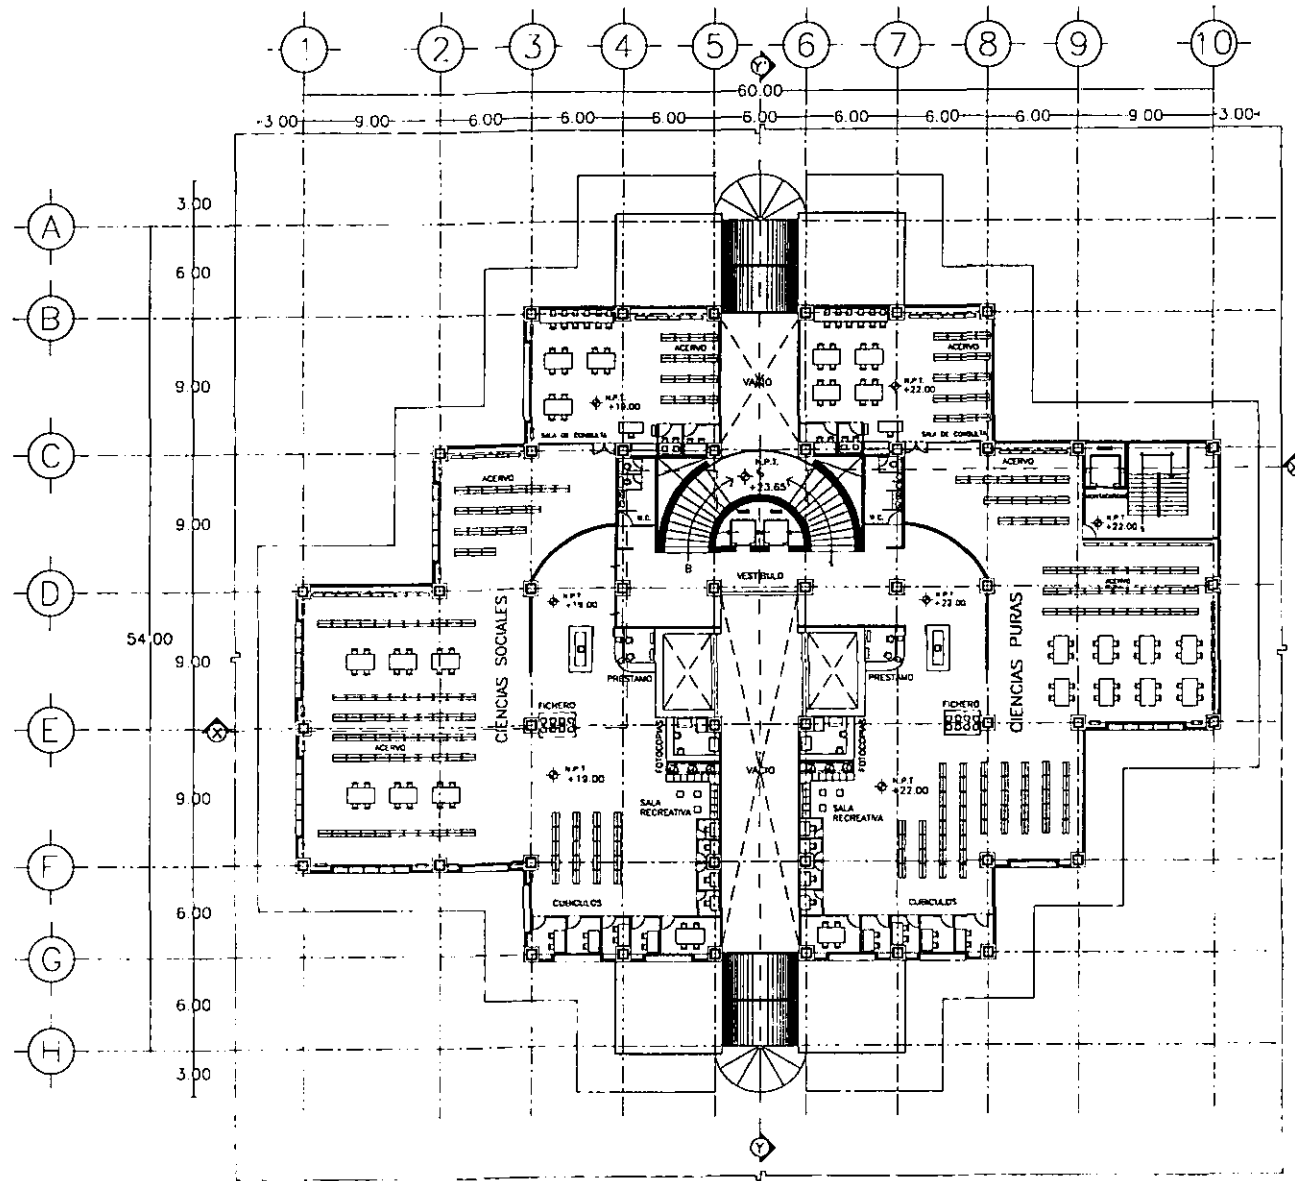 1 2 3 4 5 6 7 8 9 10
Y'
60.00
3.00 9.00 6.00 6.00 6.00 6.00 6.00 6.00 6.00 9.00 3.00
A
B
C
D
E
F
G
H
3.00
6.00
9.00
9.00
9.00
9.00
6.00
6.00
3.00
54.00
ACERVO
N.P.T.
+19.00
SALA DE CONSULTA
VACIO
ACERVO
N.P.T.
+22.00
SALA DE CONSULTA
ACERVO
W.C.
N.P.T.
+23.65
W.C.
B
VESTIBULO
ACERVO
N.P.T.
+22.00
X
CIENCIAS SOCIALES
N.P.T.
+19.00
PRESTAMO
FICHERO
N.P.T.
+22.00
PRESTAMO
FICHERO
CIENCIAS PURAS
ACERVO
X
ACERVO
N.P.T.
+19.00
FOTOCOPIAS
SALA
RECREATIVA
VACIO
FOTOCOPIAS
SALA
RECREATIVA
N.P.T.
+22.00
CUBICULOS
CUBICULOS
Y